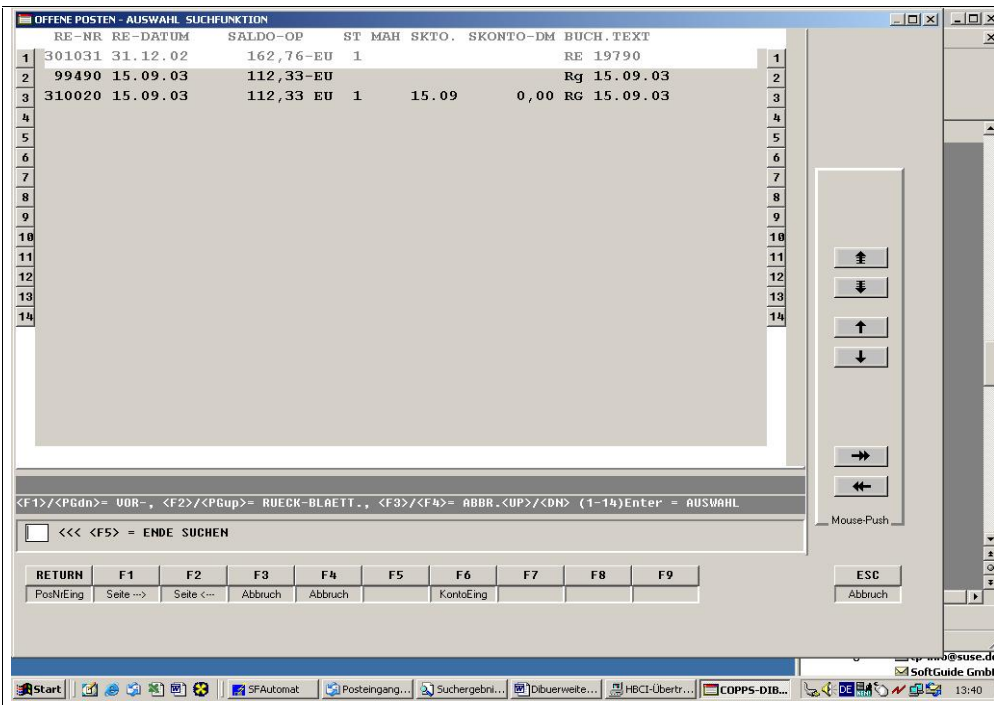 OFFENE POSTEN - AUSWAHL SUCHFUNKTION
RE-NR RE-DATUM SALDO-OP ST MAH SKTO. SKONTO-DM BUCH.TEXT
1 301031 31.12.02 162,76-EU 1 RE 19790 1
2 99490 15.09.03 112,33-EU Rg 15.09.03 2
3 310020 15.09.03 112,33 EU 1 15.09 0,00 RG 15.09.03 3
4 4
5 5
6 6
7 7
8 8
9 9
10 10
11 11
12 12
13 13
14 14
<F1>/<PGdn>= VOR-, <F2>/<PGup>= RUECK-BLAETT., <F3>/<F4>= ABBR.<UP>/<DN> (1-14)Enter = AUSWAHL
Mouse-Push
<<< <F5> = ENDE SUCHEN
RETURN F1 F2 F3 F4 F5 F6 F7 F8 F9 ESC
PosNrEing Seite ---> Seite <--- Abbruch Abbruch KontoEing Abbruch
@suse.de
SoftGuide Gmbl
Start SFAutomat Posteingang... Suchergebni... Dibuerweite... HBCI-Übertr... COPPS-DIB... DE 13:40